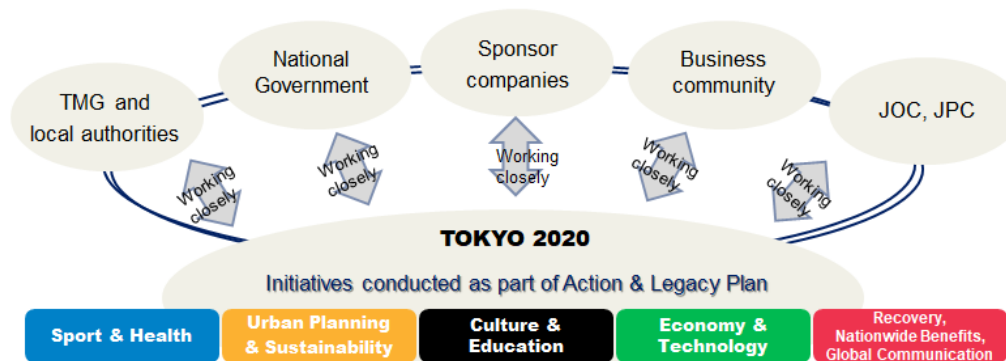 TMG and
local authorities
National
Government
Sponsor
companies
Business
community
JOC, JPC
Working
closely
Working
closely
Working
closely
Working
closely
Working
closely
TOKYO 2020
Initiatives conducted as part of Action & Legacy Plan
Sport & Health
Urban Planning
& Sustainability
Culture &
Education
Economy &
Technology
Recovery,
Nationwide Benefits,
Global Communication